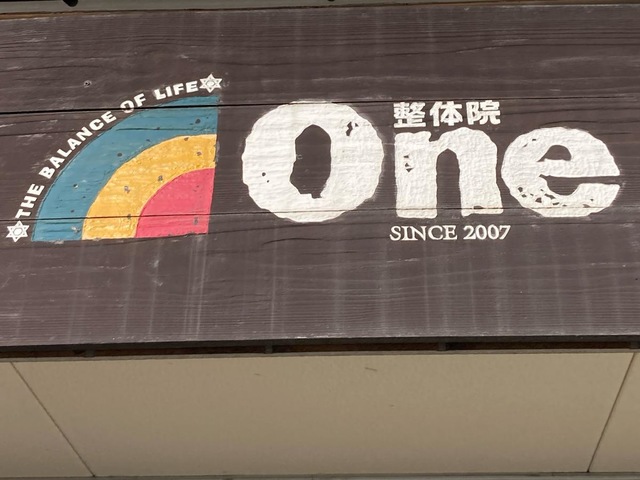 THE BALANCE OF LIFE
整体院
One
SINCE 2007